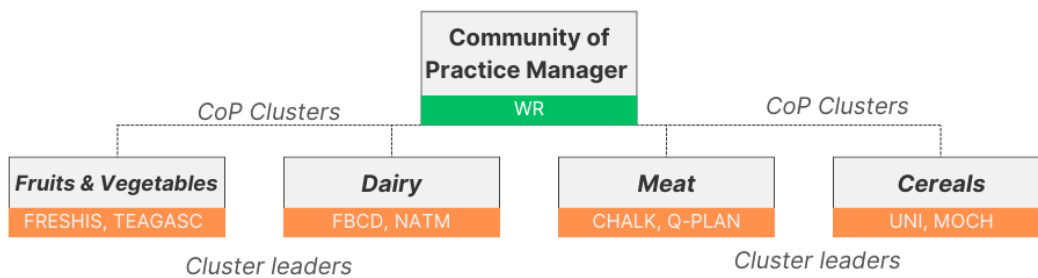 Community of
Practice Manager
WR
CoP Clusters
CoP Clusters
Fruits & Vegetables
FRESHIS, TEAGASC
Dairy
FBCD, NATM
Meat
CHALK, Q-PLAN
Cereals
UNI, MOCH
Cluster leaders
Cluster leaders